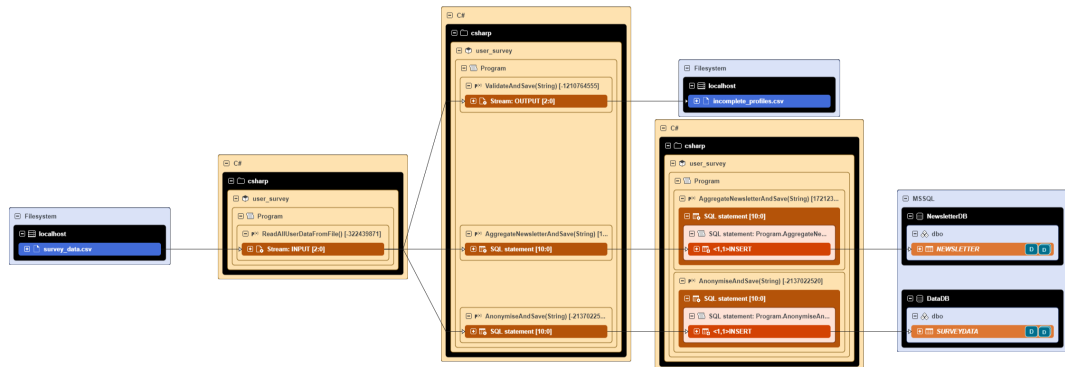 Filesystem
localhost
survey_data.csv
C#
csharp
user_survey
Program
ReadAllUserDataFromFile() [-322439871]
Stream: INPUT [2:0]
C#
csharp
user_survey
Program
ValidateAndSave(String) [-1210764555]
Stream: OUTPUT [2:0]
AggregateNewsletterAndSave(String) [1...
SQL statement [10:0]
AnonymiseAndSave(String) [.21370225...
SQL statement [10:0]
Filesystem
localhost
incomplete_profiles.csv
C#
csharp
user_survey
Program
AggregateNewsletterAndSave(String) [172123...
SQL statement [10:0]
SQL statement: Program.AggregateNe...
<1,1>INSERT
AnonymiseAndSave(String) [.2137022520]
SQL statement [10:0]
SQL statement: Program.AnonymiseAn...
<1,1>INSERT
MSSQL
NewsletterDB
dbo
NEWSLETTER D D
DataDB
dbo
SURVEYDATA D D